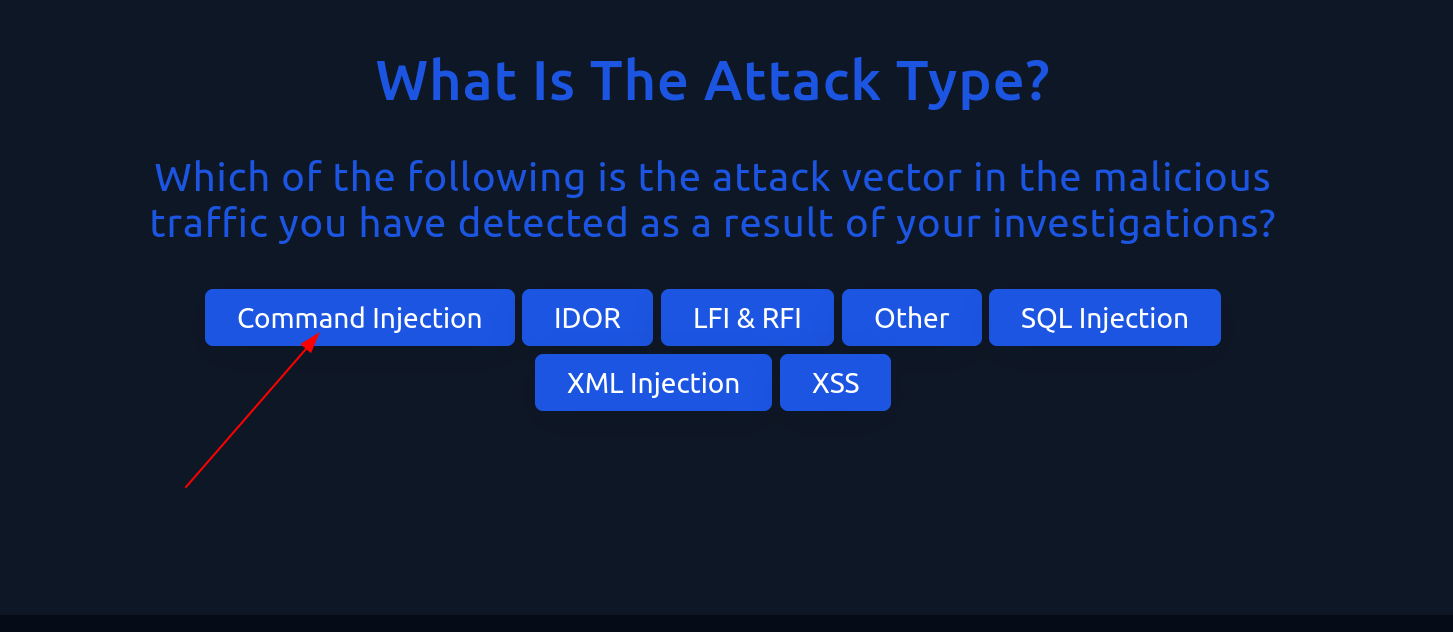 What Is The Attack Type?
Which of the following is the attack vector in the malicious
traffic you have detected as a result of your investigations?
Command Injection IDOR LFI & RFI Other SQL Injection
XML Injection XSS